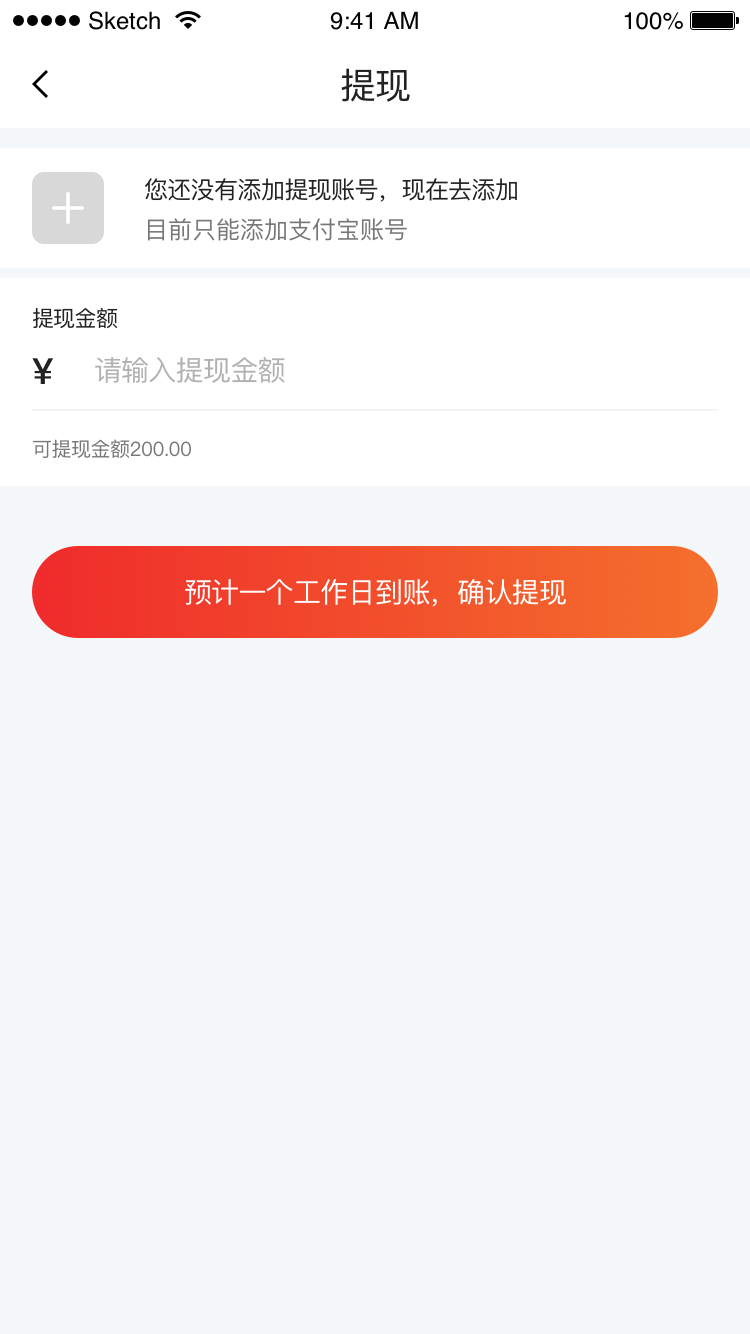 Sketch 9:41 AM 100%
提现
您还没有添加提现账号，现在去添加
目前只能添加支付宝账号
提现金额
¥ 请输入提现金额
可提现金额200.00
预计一个工作日到账，确认提现